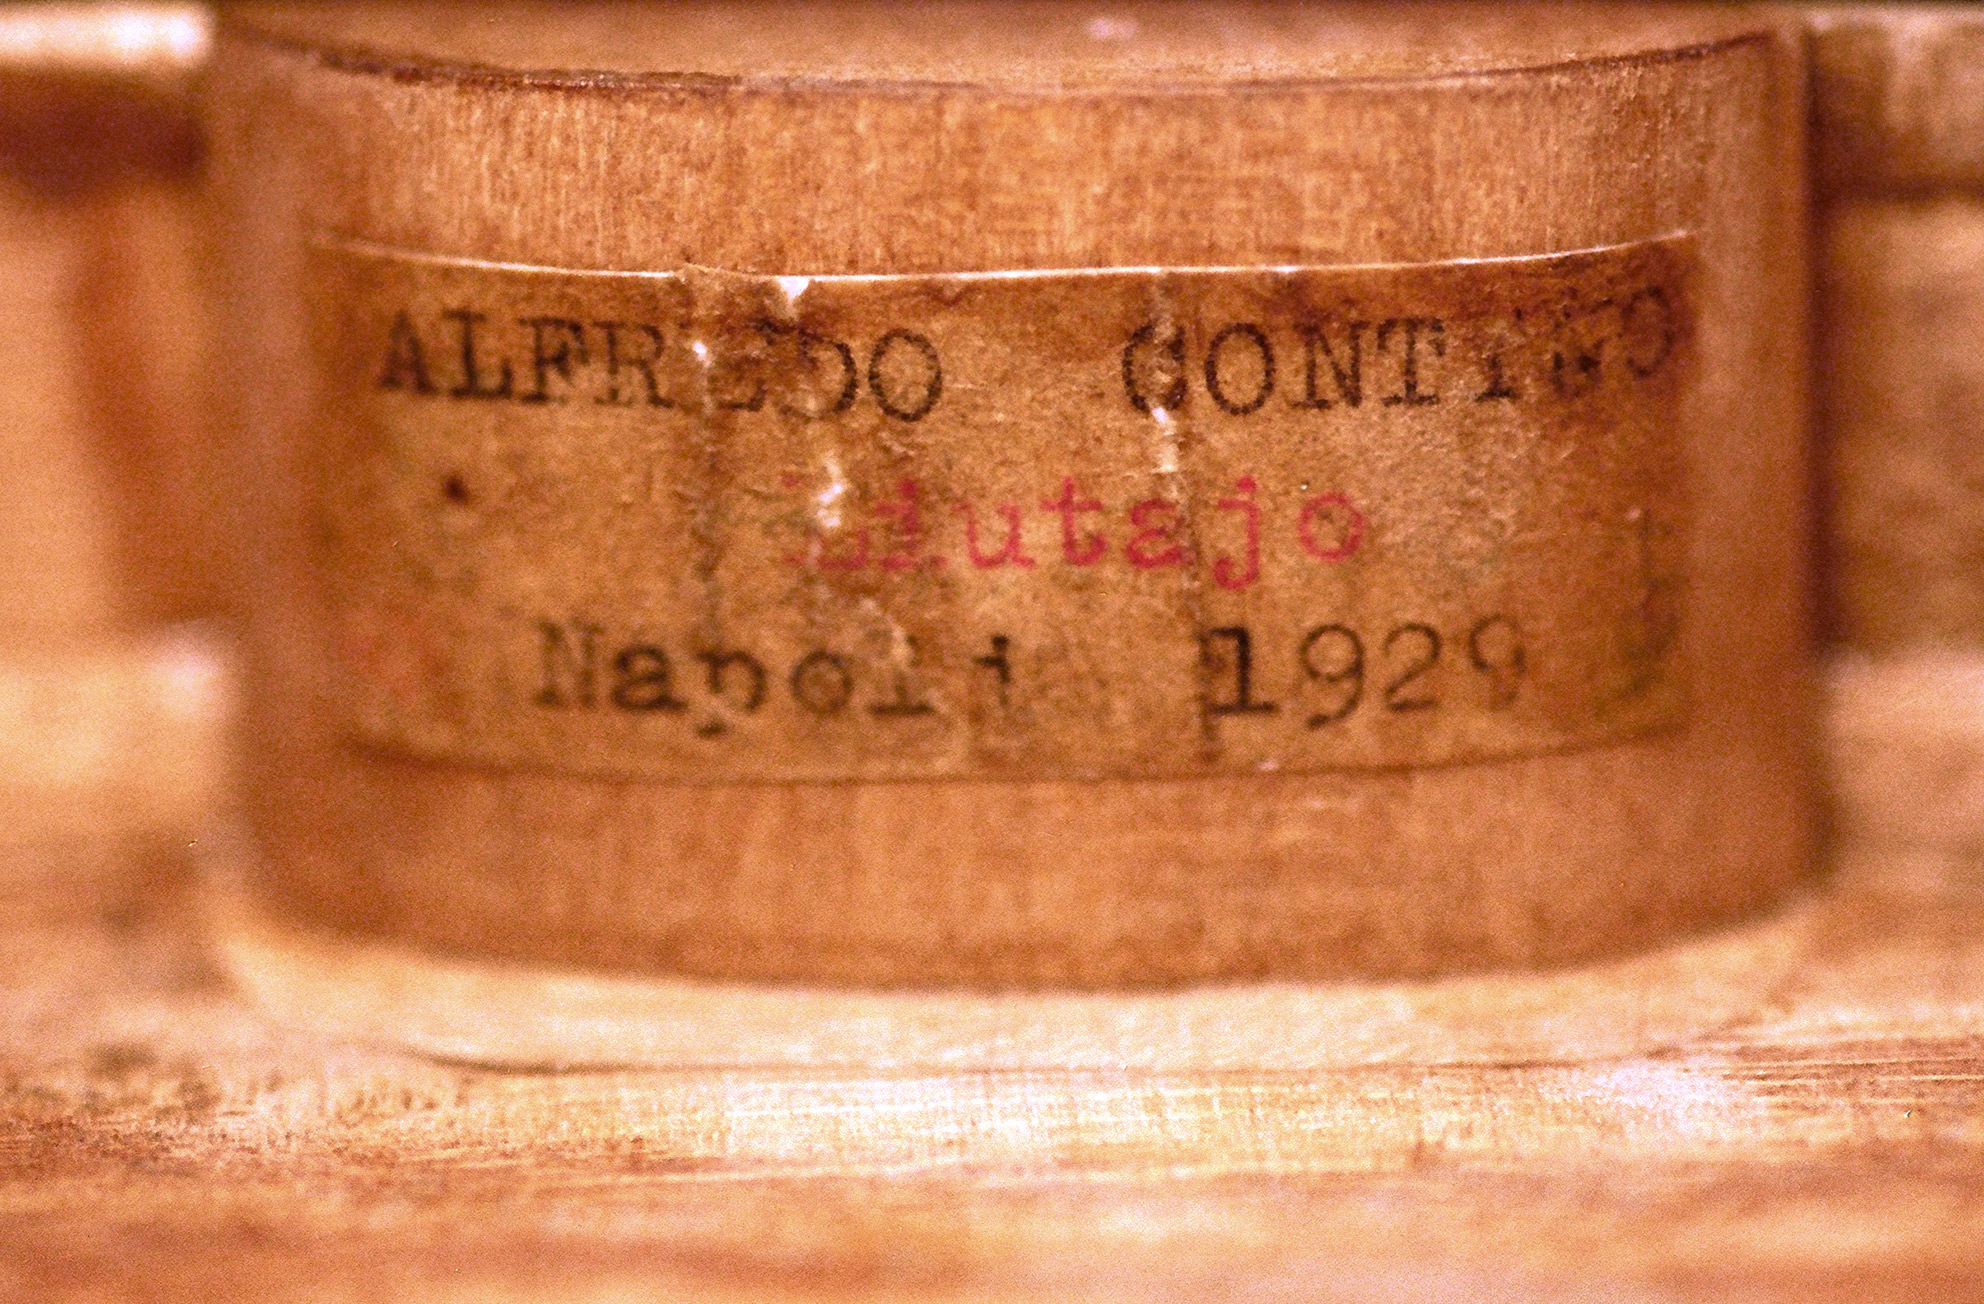 ALFREDO CONTINO
Liutajo
Napoli 1929